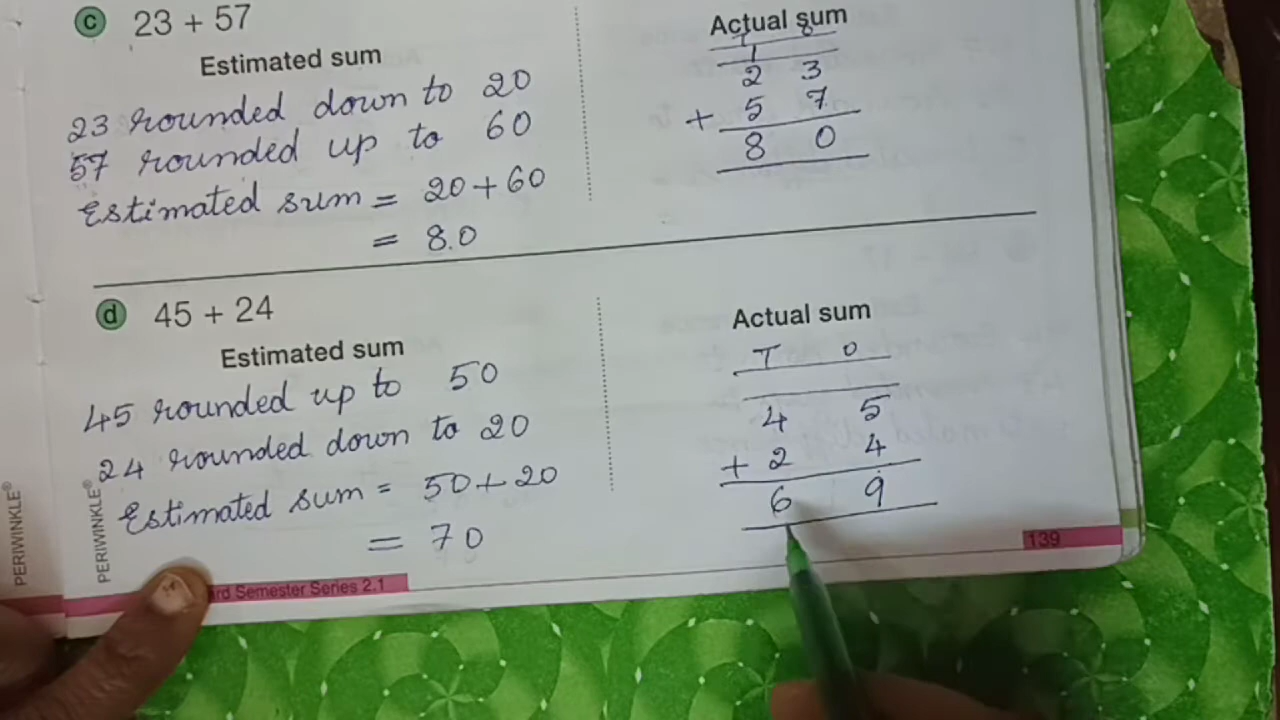 c 23 + 57
Estimated sum
23 rounded down to 20
57 rounded up to 60
Estimated sum = 20+60
= 8.0
Actual sum
1
2 3
+ 5 7
8 0
d 45 + 24
Estimated sum
45 rounded up to 50
24 rounded down to 20
Estimated sum = 50+20
= 70
Actual sum
T O
4 5
+ 2 4
6 9
PERIWINKLE®
PERIWINKLE®
Semester Series 2.1
139